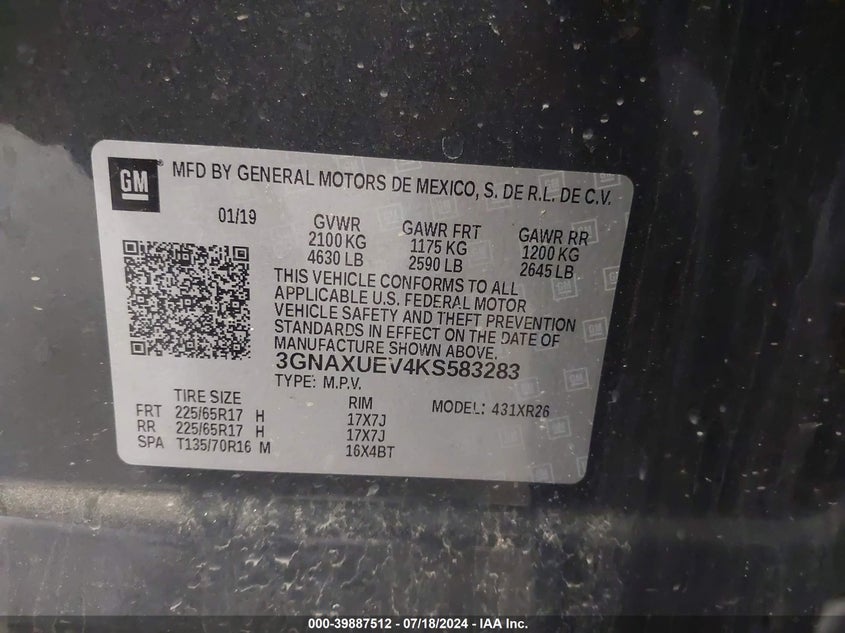 GM
MFD BY GENERAL MOTORS DE MEXICO, S. DE R.L. DE C.V.
01/19 GVWR GAWR FRT GAWR RR
2100 KG 1175 KG 1200 KG
4630 LB 2590 LB 2645 LB
THIS VEHICLE CONFORMS TO ALL
APPLICABLE U.S. FEDERAL MOTOR
VEHICLE SAFETY AND THEFT PREVENTION
STANDARDS IN EFFECT ON THE DATE OF
MANUFACTURE SHOWN ABOVE.
3GNAXUEV4KS583283
TYPE: M.P.V.
TIRE SIZE RIM MODEL: 431XR26
FRT 225/65R17 H 17X7J
RR 225/65R17 H 17X7J
SPA T135/70R16 M 16X4BT
000-39887512 - 07/18/2024 - IAA Inc.